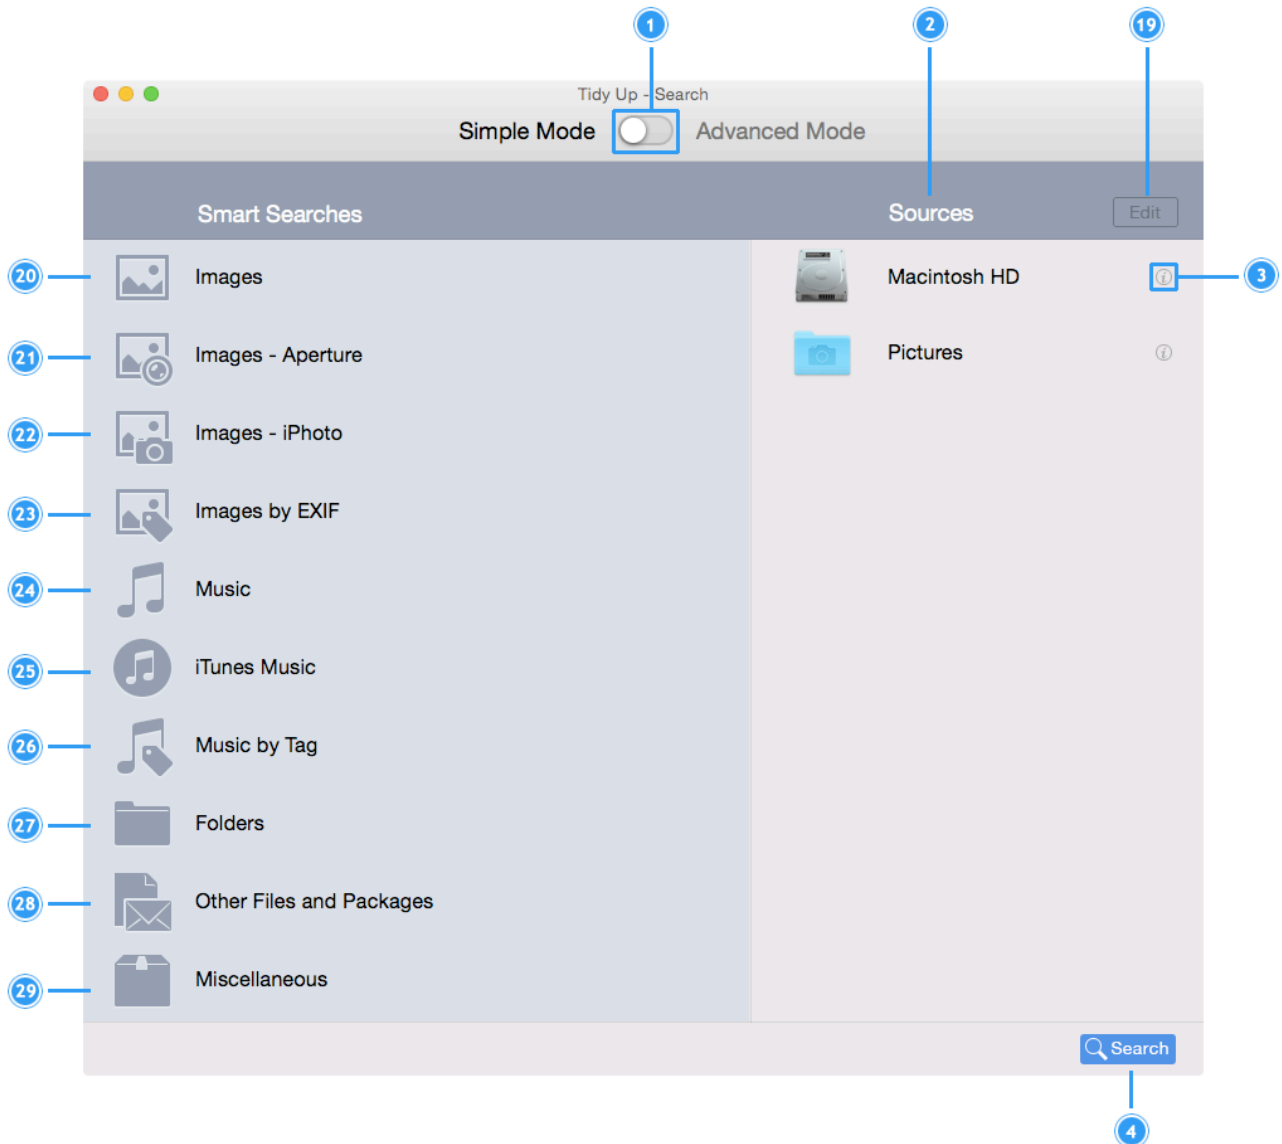 1 2 19
Tidy Up - Search
Simple Mode Advanced Mode
Smart Searches Sources Edit
20 Images Macintosh HD i 3
21 Images - Aperture Pictures i
22 Images - iPhoto
23 Images by EXIF
24 Music
25 iTunes Music
26 Music by Tag
27 Folders
28 Other Files and Packages
29 Miscellaneous
Search
4